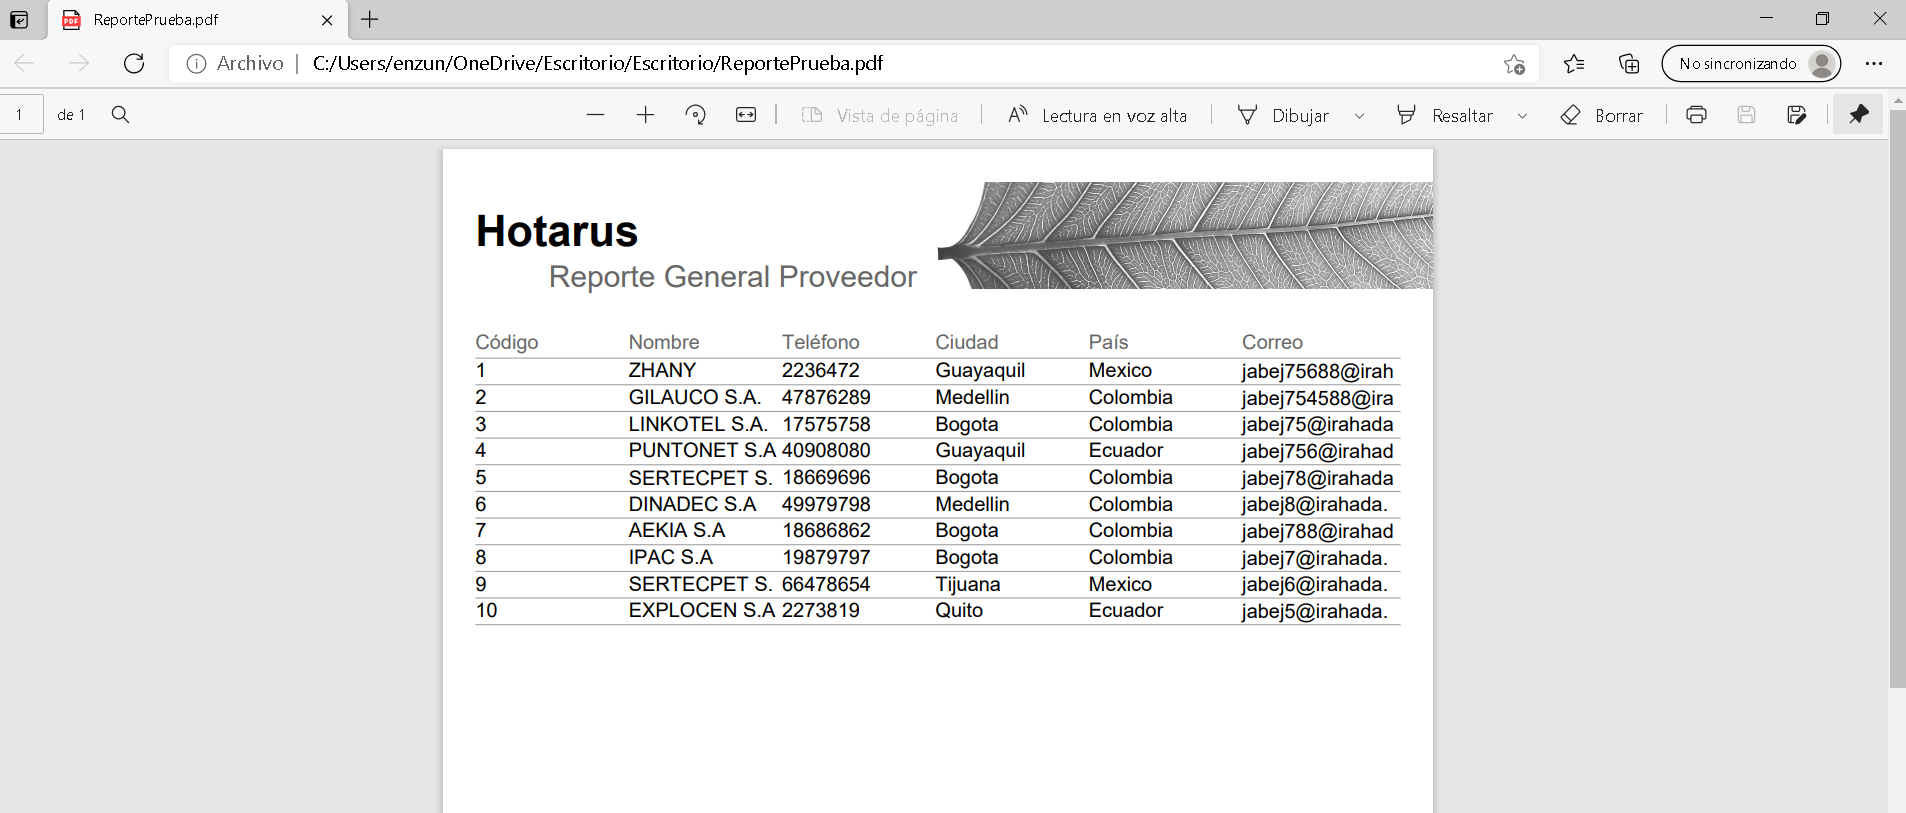 ReportePrueba.pdf
Archivo | C:/Users/enzun/OneDrive/Escritorio/Escritorio/ReportePrueba.pdf
No sincronizando
1 de 1
Vista de página
Lectura en voz alta
Dibujar
Resaltar
Borrar
Hotarus
Reporte General Proveedor
Código Nombre Teléfono Ciudad País Correo
1 ZHANY 2236472 Guayaquil Mexico jabej75688@irah
2 GILAUCO S.A. 47876289 Medellin Colombia jabej754588@ira
3 LINKOTEL S.A. 17575758 Bogota Colombia jabej75@irahada
4 PUNTONET S.A 40908080 Guayaquil Ecuador jabej756@irahad
5 SERTECPET S. 18669696 Bogota Colombia jabej78@irahada
6 DINADEC S.A 49979798 Medellin Colombia jabej8@irahada.
7 AEKIA S.A 18686862 Bogota Colombia jabej788@irahad
8 IPAC S.A 19879797 Bogota Colombia jabej7@irahada.
9 SERTECPET S. 66478654 Tijuana Mexico jabej6@irahada.
10 EXPLOCEN S.A 2273819 Quito Ecuador jabej5@irahada.